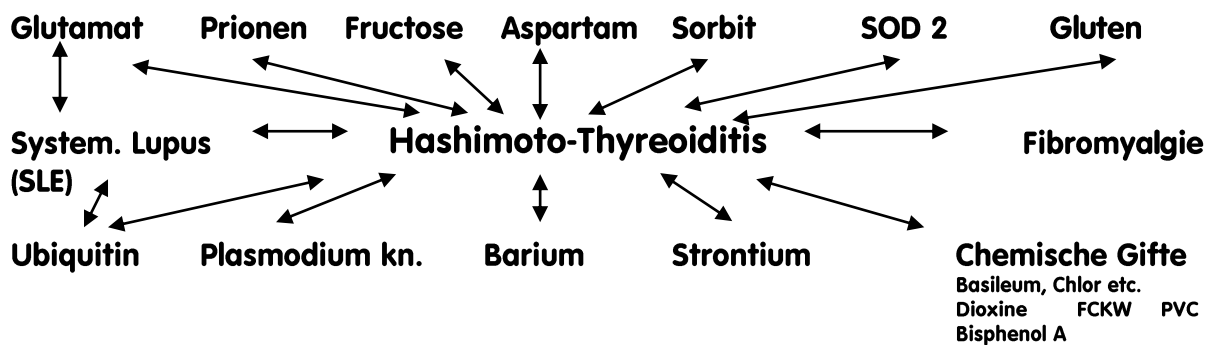 Glutamat Prionen Fructose Aspartam Sorbit SOD 2 Gluten
System. Lupus Hashimoto-Thyreoiditis Fibromyalgie
(SLE)
Ubiquitin Plasmodium kn. Barium Strontium Chemische Gifte
Basileum, Chlor etc.
Dioxine FCKW PVC
Bisphenol A